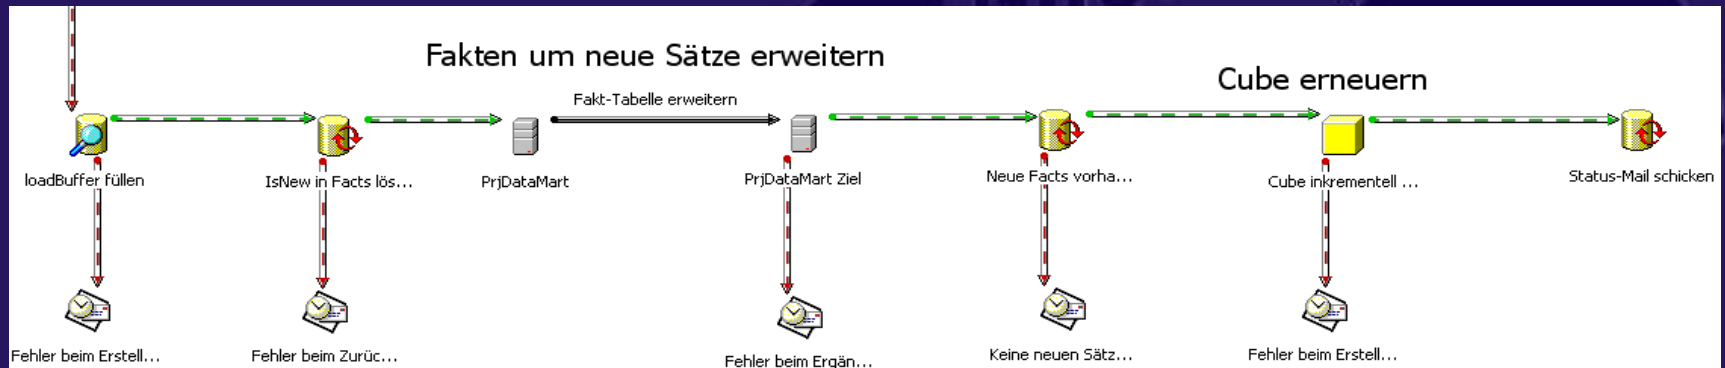 Fakten um neue Sätze erweitern
Cube erneuern
Fakt-Tabelle erweitern
loadBuffer füllen
IsNew in Facts lös...
PrjDataMart
PrjDataMart Ziel
Neue Facts vorha...
Cube inkrementell ...
Status-Mail schicken
Fehler beim Erstell...
Fehler beim Zurüc...
Fehler beim Ergän...
Keine neuen Sätz...
Fehler beim Erstell...